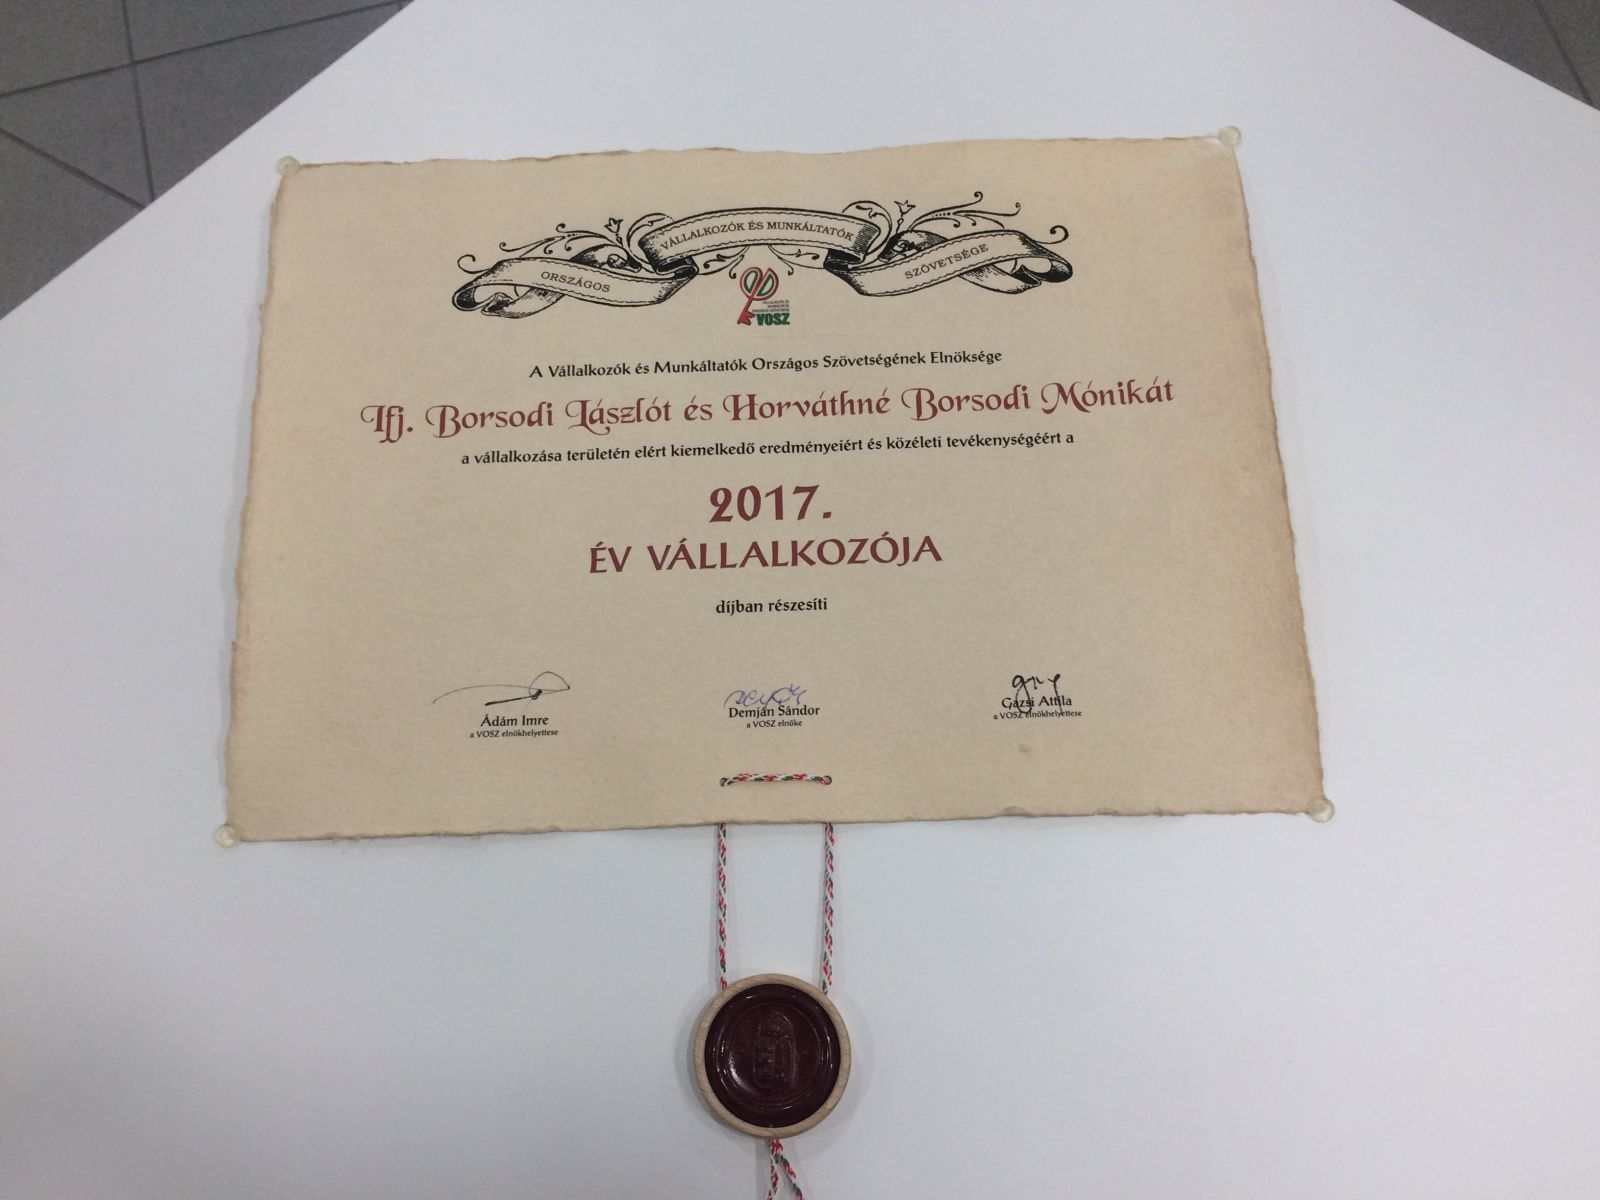 ORSZÁGOS
VÁLLALKOZÓK ÉS MUNKÁLTATÓK
SZÖVETSÉGE
VOSZ
A Vállalkozók és Munkáltatók Országos Szövetségének Elnöksége
Ifj. Borsodi Lászlót és Horváthné Borsodi Mónikát
a vállalkozása területén elért kiemelkedő eredményeiért és közéleti tevékenységéért a
2017.
ÉV VÁLLALKOZÓJA
díjban részesíti
Ádám Imre
a VOSZ elnökhelyettese
Demján Sándor
a VOSZ elnöke
Gazsi Attila
a VOSZ elnökhelyettese